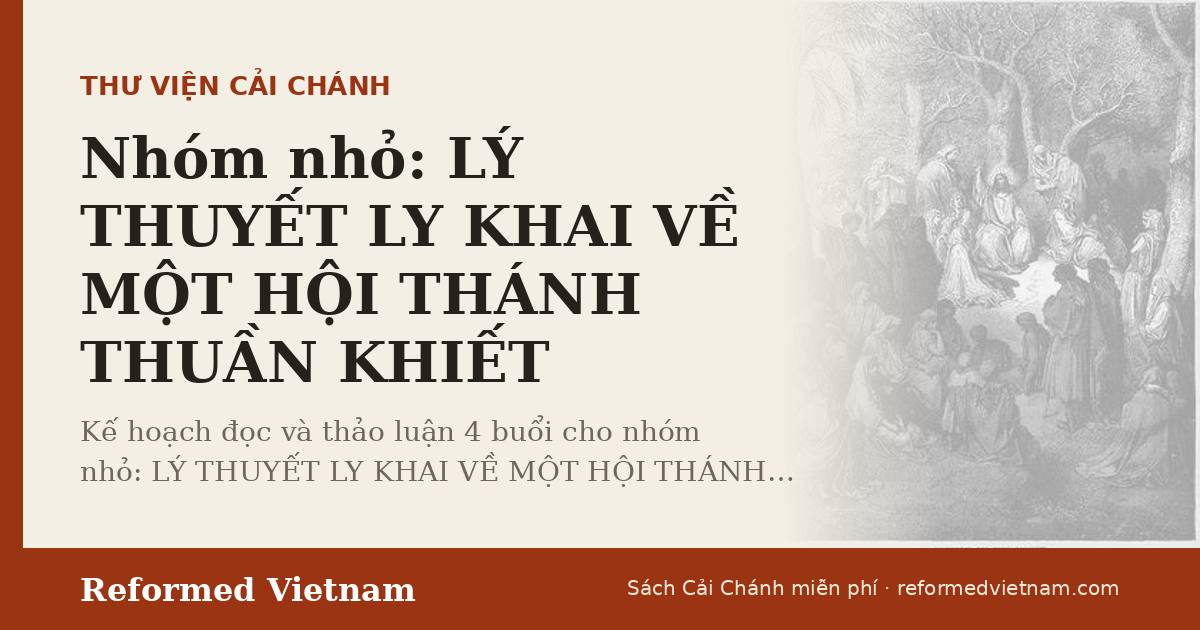 THƯ VIỆN CẢI CHÁNH
Nhóm nhỏ: LÝ
THUYẾT LY KHAI VỀ
MỘT HỘI THÁNH
THUẦN KHIẾT
Kế hoạch đọc và thảo luận 4 buổi cho nhóm
nhỏ: LÝ THUYẾT LY KHAI VỀ MỘT HỘI THÁNH...
Reformed Vietnam
Sách Cải Chánh miễn phí · reformedvietnam.com